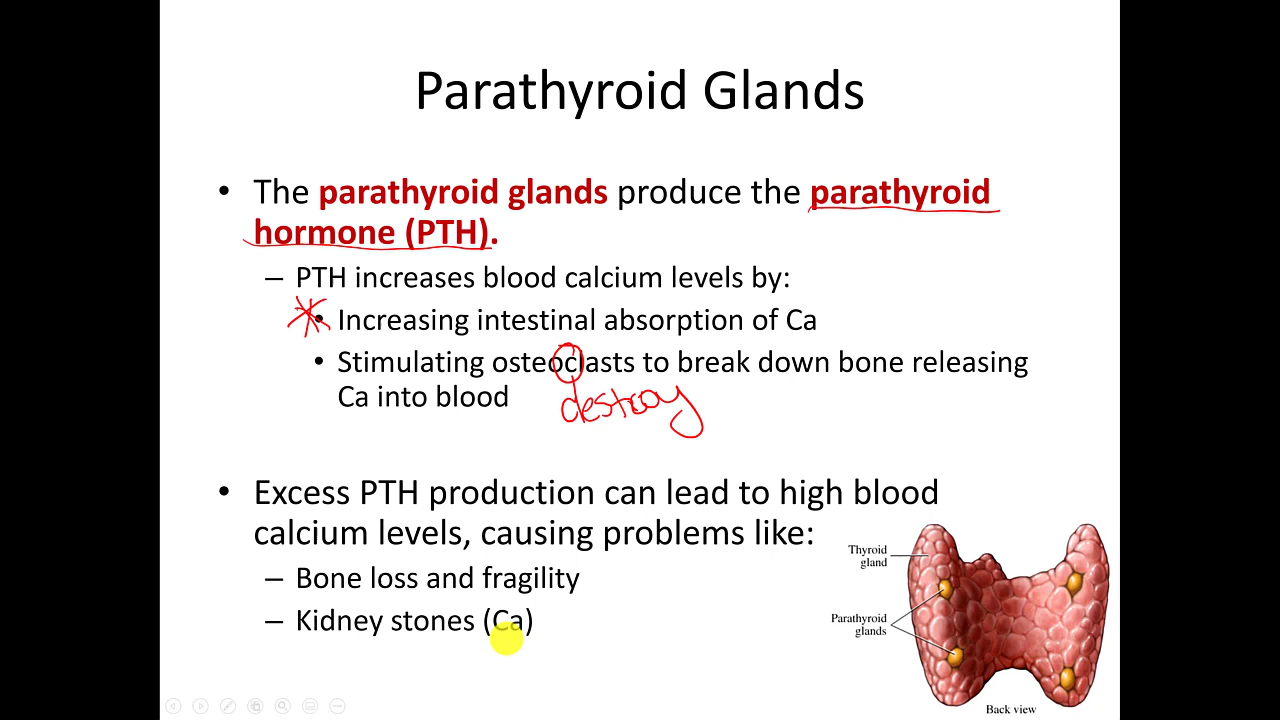 Parathyroid Glands
• The parathyroid glands produce the parathyroid
hormone (PTH).
– PTH increases blood calcium levels by:
• Increasing intestinal absorption of Ca
• Stimulating osteoclasts to break down bone releasing
Ca into blood
destroy
• Excess PTH production can lead to high blood
calcium levels, causing problems like:
– Bone loss and fragility
– Kidney stones (Ca)
Thyroid
gland
Parathyroid
glands
Back view